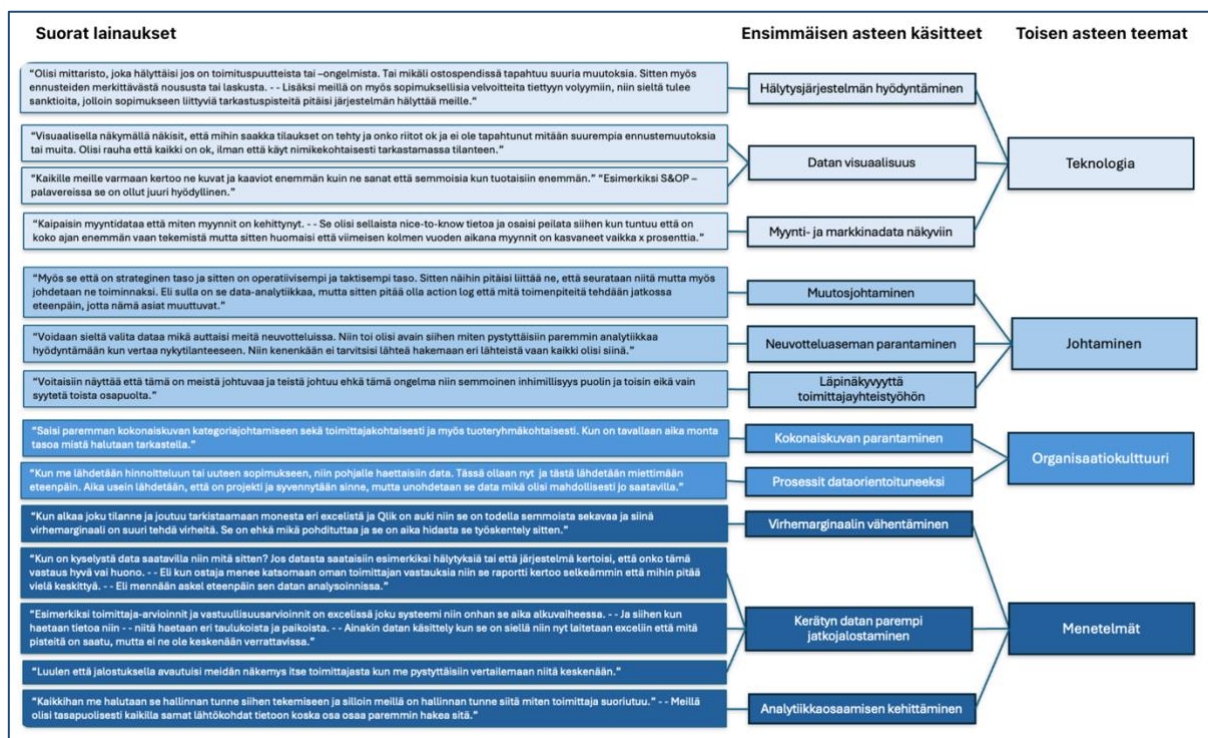 Suorat lainaukset
Ensimmäisen asteen käsitteet
Toisen asteen teemat
"Olisi mittaristo, joka hälyttäisi jos on toimituspuutteista tai –ongelmista. Tai mikäli ostospendissä tapahtuu suuria muutoksia. Sitten myös
ennusteiden merkittävästä noususta tai laskusta. - - Lisäksi meillä on myös sopimuksellisia velvoitteita tiettyyn volyymiin, niin sieltä tulee
sanktioita, jolloin sopimukseen liittyviä tarkastuspisteitä pitäisi järjestelmän hälyttää meille."
Hälytysjärjestelmän hyödyntäminen
"Visuaalisella näkymällä näkisit, että mihin saakka tilaukset on tehty ja onko riitot ok ja ei ole tapahtunut mitään suurempia ennustemuutoksia
tai muita. Olisi rauha että kaikki on ok, ilman että käyt nimikekohtaisesti tarkastamassa tilanteen."
"Kaikille meille varmaan kertoo ne kuvat ja kaaviot enemmän kuin ne sanat että semmoisia kun tuotaisiin enemmän." "Esimerkiksi S&OP –
palavereissa se on ollut juuri hyödyllinen."
Datan visuaalisuus
Teknologia
"Kaipaisin myyntidataa että miten myynnit on kehittynyt. - - Se olisi sellaista nice-to-know tietoa ja osaisi peilata siihen kun tuntuu että on
koko ajan enemmän vaan tekemistä mutta sitten huomaisi että viimeisen kolmen vuoden aikana myynnit on kasvaneet vaikka x prosenttia."
Myynti- ja markkinadata näkyviin
"Myös se että on strateginen taso ja sitten on operatiivisempi ja taktisempi taso. Sitten näihin pitäisi liittää ne, että seurataan niitä mutta myös
johdetaan ne toiminnaksi. Eli sulla on se data-analytiikkaa, mutta sitten pitää olla action log että mitä toimenpiteitä tehdään jatkossa
eteenpäin, jotta nämä asiat muuttuvat."
Muutosjohtaminen
"Voidaan sieltä valita dataa mikä auttaisi meitä neuvotteluissa. Niin toi olisi avain siihen miten pystyttäisiin paremmin analytiikkaa
hyödyntämään kun vertaa nykytilanteeseen. Niin kenenkään ei tarvitsisi lähteä hakemaan eri lähteistä vaan kaikki olisi siinä."
Neuvotteluaseman parantaminen
Johtaminen
"Voitaisiin näyttää että tämä on meistä johtuvaa ja teistä johtuu ehkä tämä ongelma niin semmoinen inhimillisyys puolin ja toisin eikä vain
syytetä toista osapuolta."
Läpinäkyvyyttä
toimittajayhteistyöhön
"Saisi paremman kokonaiskuvan kategoriajohtamiseen sekä toimittajakohtaisesti ja myös tuoteryhmäkohtaisesti. Kun on tavallaan aika monta
tasoa mistä halutaan tarkastella."
Kokonaiskuvan parantaminen
Organisaatiokulttuuri
"Kun me lähdetään hinnoitteluun tai uuteen sopimukseen, niin pohjalle haettaisiin data. Tässä ollaan nyt ja tästä lähdetään miettimään
eteenpäin. Aika usein lähdetään, että on projekti ja syvennytään sinne, mutta unohdetaan se data mikä olisi mahdollisesti jo saatavilla."
Prosessit dataorientoituneeksi
"Kun alkaa joku tilanne ja joutuu tarkistaamaan monesta eri excelistä ja Qlik on auki niin se on todella semmoista sekavaa ja siinä
virhemarginaali on suuri tehdä virheitä. Se on ehkä mikä pohdituttaa ja se on aika hidasta se työskentely sitten."
Virhemarginaalin vähentäminen
"Kun on kyselystä data saatavilla niin mitä sitten? Jos datasta saataisiin esimerkiksi hälytyksiä tai että järjestelmä kertoisi, että onko tämä
vastaus hyvä vai huono. - - Eli kun ostaja menee katsomaan oman toimittajan vastauksia niin se raportti kertoo selkeämmin että mihin pitää
vielä keskittyä. - - Eli mennään askel eteenpäin sen datan analysoinnissa."
"Esimerkiksi toimittaja-arvioinnit ja vastuullisuusarvioinnit on excelissä joku systeemi niin onhan se aika alkuvaiheessa. - - Ja siihen kun
haetaan tietoa niin - - niitä haetaan eri taulukoista ja paikoista. - - Ainakin datan käsittely kun se on siellä niin nyt laitetaan exceliin että mitä
pisteitä on saatu, mutta ei ne ole keskenään verrattavissa."
Kerätyn datan parempi
jatkojalostaminen
Menetelmät
"Luulen että jalostuksella avautuisi meidän näkemys itse toimittajasta kun me pystyttäisiin vertailemaan niitä keskenään."
"Kaikkihan me halutaan se hallinnan tunne siihen tekemiseen ja silloin meillä on hallinnan tunne siitä miten toimittaja suoriutuu." - - Meillä
olisi tasapuolisesti kaikilla samat lähtökohdat tietoon koska osa osaa paremmin hakea sitä."
Analytiikkaosaamisen kehittäminen